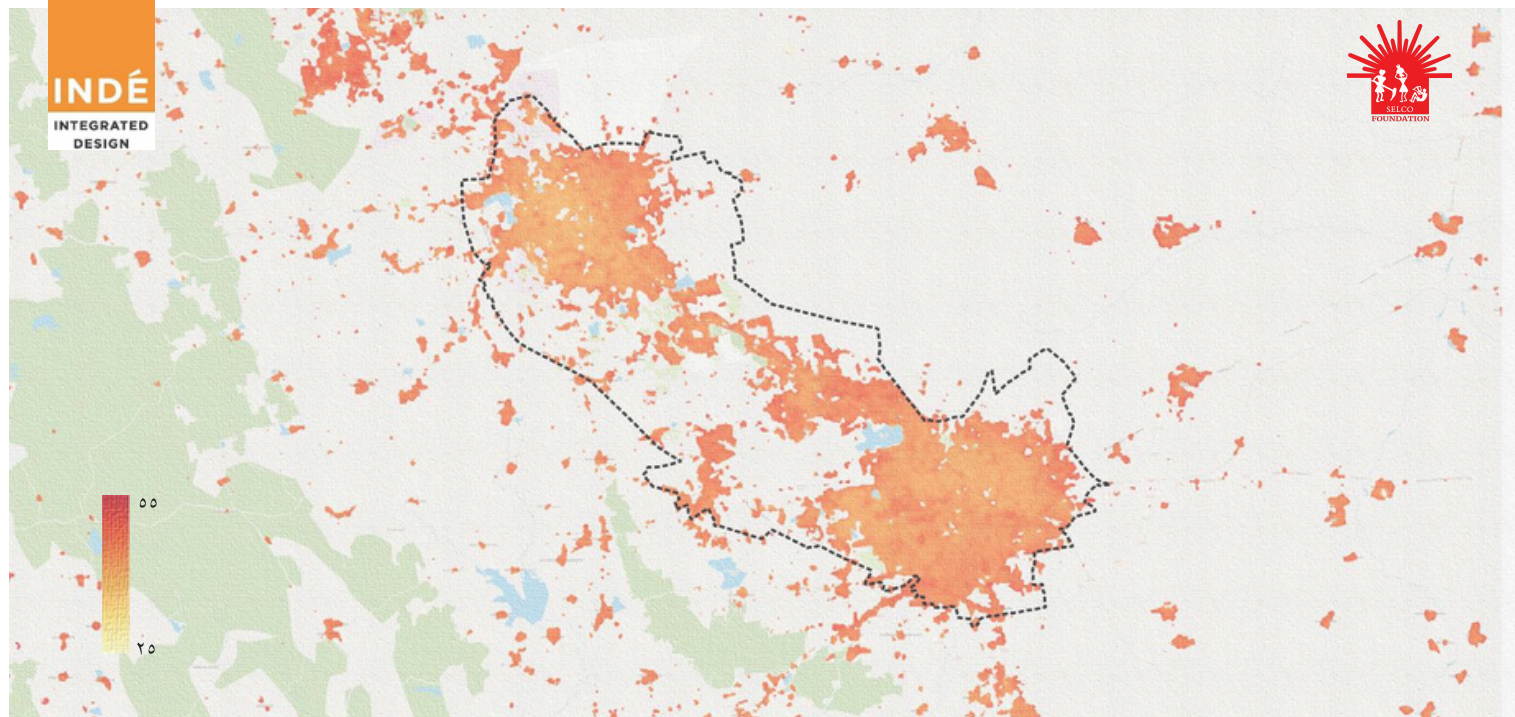 INDÉ
INTEGRATED
DESIGN
SELCO
FOUNDATION
٥٥
٢٥